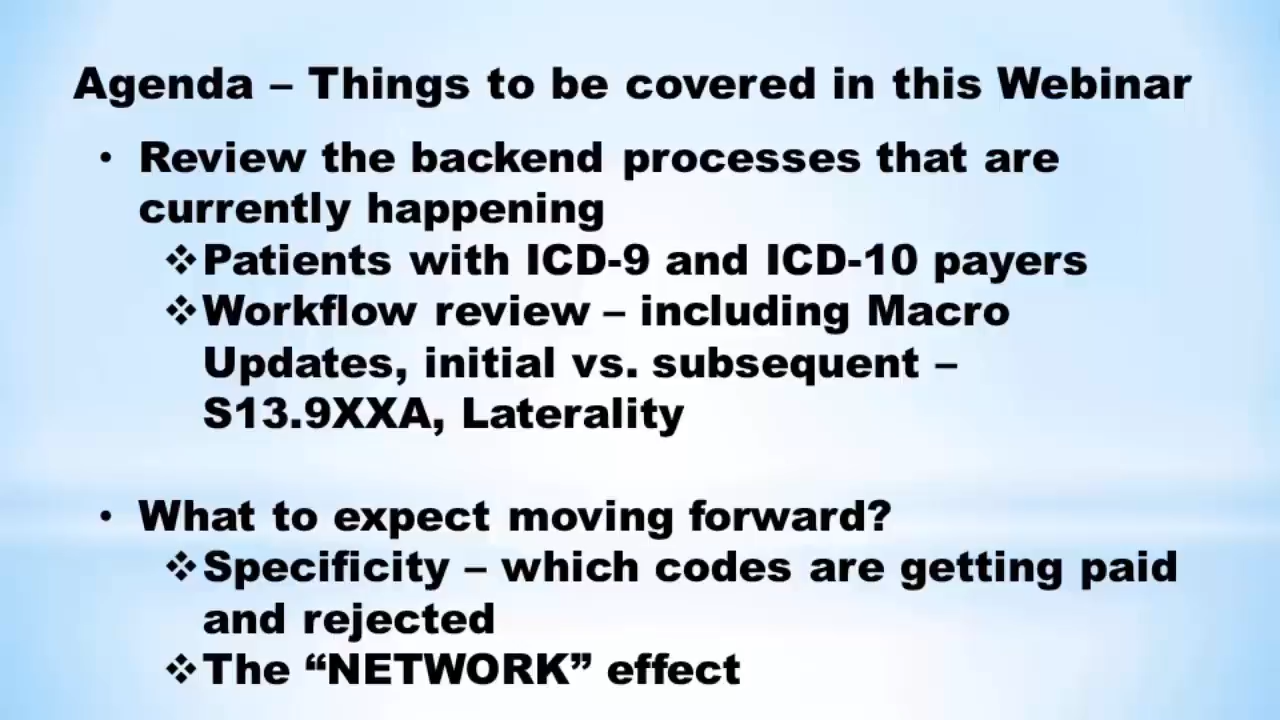 Agenda – Things to be covered in this Webinar
• Review the backend processes that are
currently happening
❖Patients with ICD-9 and ICD-10 payers
❖Workflow review – including Macro
Updates, initial vs. subsequent –
S13.9XXA, Laterality
• What to expect moving forward?
❖Specificity – which codes are getting paid
and rejected
❖The “NETWORK” effect